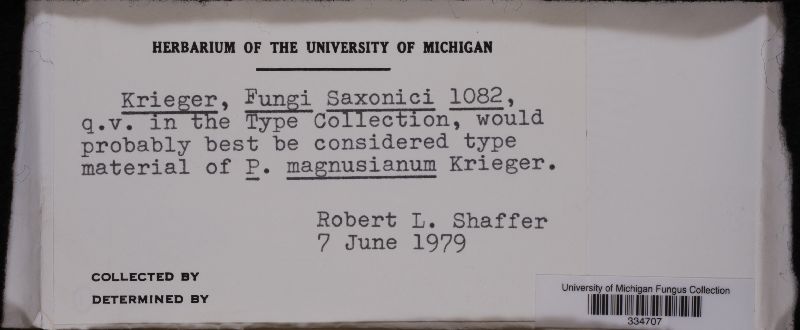 HERBARIUM OF THE UNIVERSITY OF MICHIGAN
Krieger, Fungi Saxonici 1082,
q.v. in the Type Collection, would
probably best be considered type
material of P. magnusianum Krieger.
Robert L. Shaffer
7 June 1979
COLLECTED BY
DETERMINED BY
University of Michigan Fungus Collection
334707